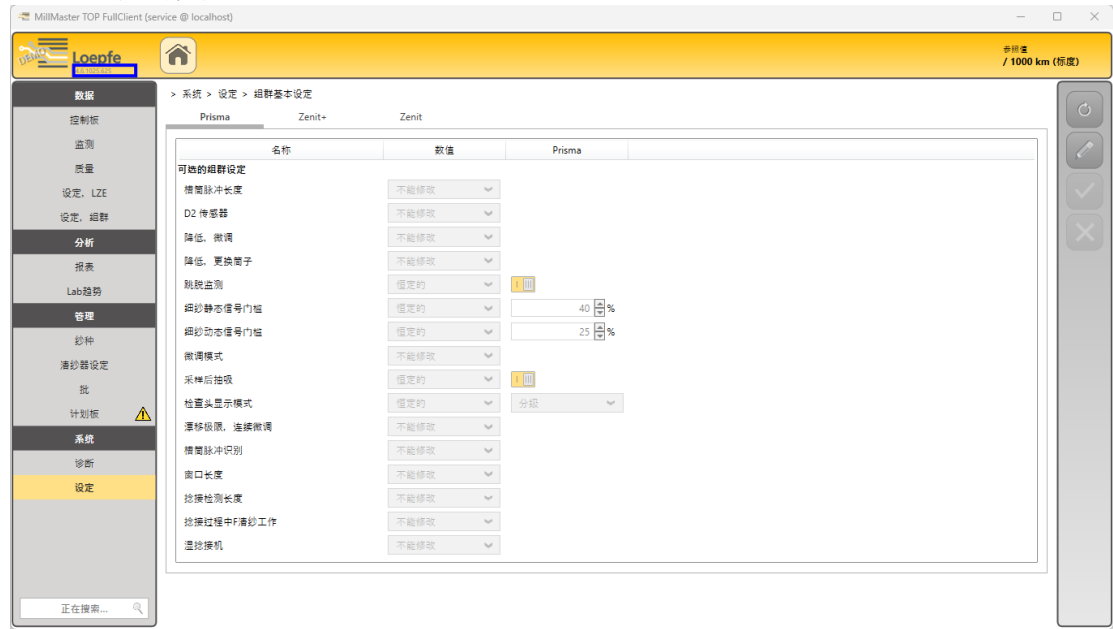 MillMaster TOP FullClient (service @ localhost)
DEMO
Loepfe
参照值
/ 1000 km (标度)
数据
控制板
监测
质量
设定, LZE
设定, 组群
分析
报表
Lab趋势
管理
纱种
清纱器设定
批
计划板
系统
诊断
设定
正在搜索...
> 系统 > 设定 > 组群基本设定
Prisma Zenit+ Zenit
名称 数值 Prisma
可选的组群设定
槽筒脉冲长度 不能修改
D2 传感器 不能修改
降低, 微调 不能修改
降低, 更换筒子 不能修改
跳脱监测 恒定的 I
细纱静态信号门槛 恒定的 40 %
细纱动态信号门槛 恒定的 25 %
微调模式 不能修改
采样后抽吸 恒定的 I
检查头显示模式 恒定的 分级
漂移极限, 连续微调 不能修改
槽筒脉冲识别 不能修改
窗口长度 不能修改
捻接检测长度 不能修改
捻接过程中F清纱工作 不能修改
湿捻接机 不能修改